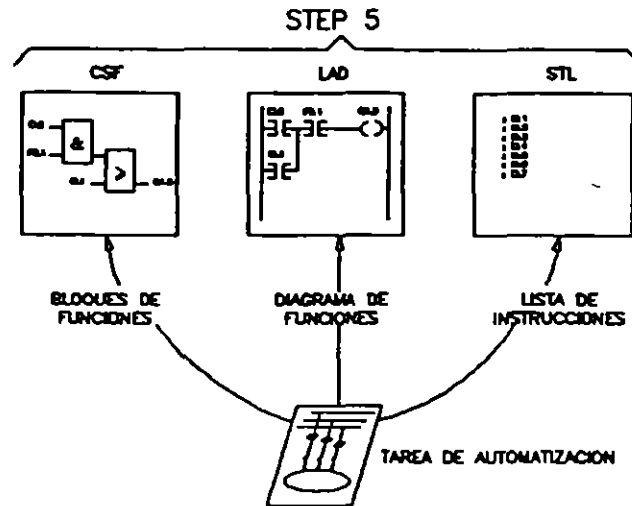 STEP 5
CSF
LAD
STL
&
>
BLOQUES DE
FUNCIONES
DIAGRAMA DE
FUNCIONES
LISTA DE
INSTRUCCIONES
TAREA DE AUTOMATIZACION